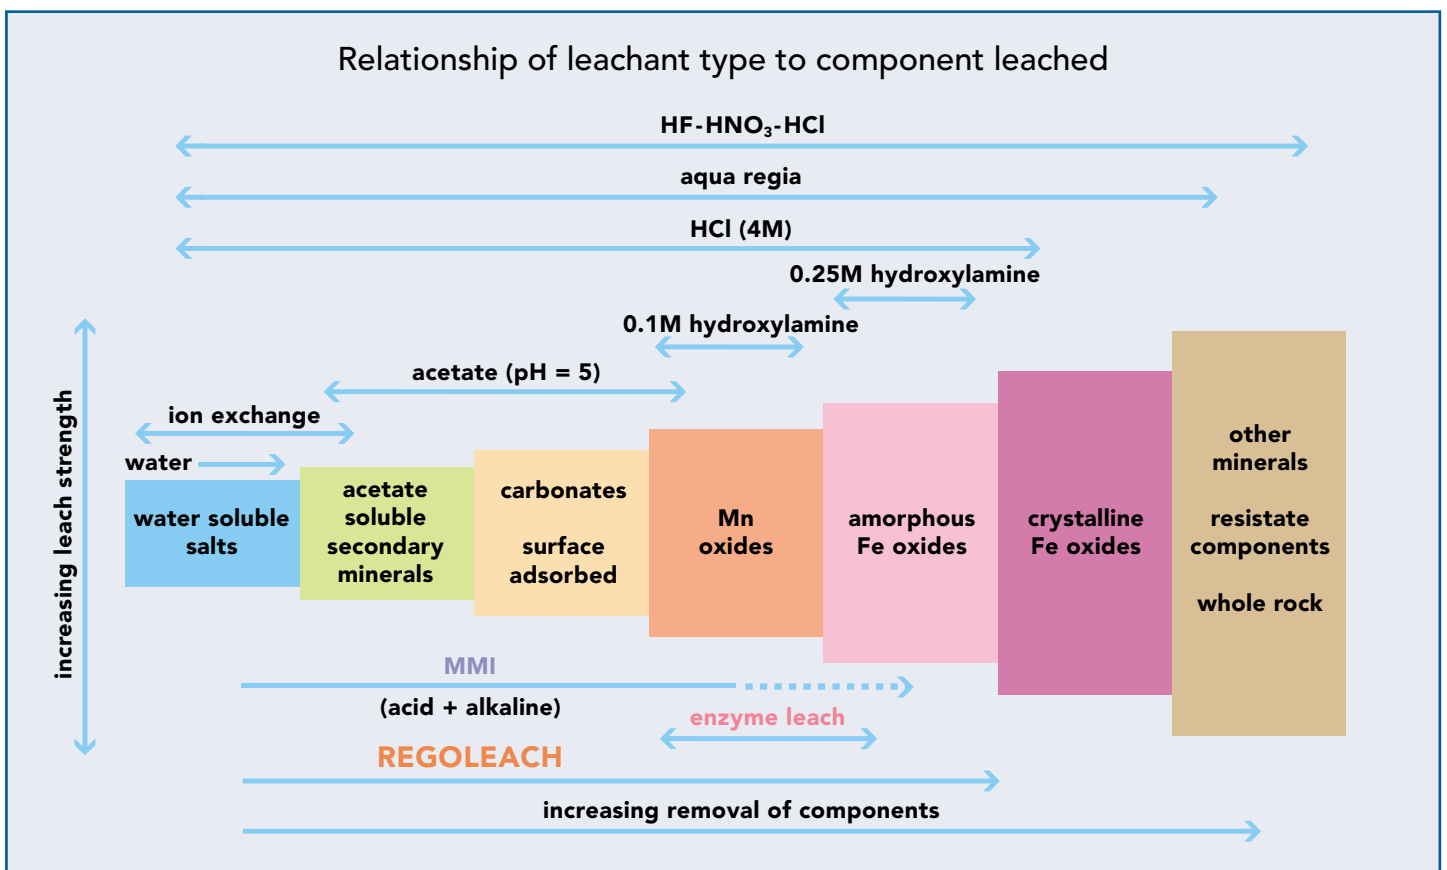 Relationship of leachant type to component leached
HF-HNO₃-HCl
aqua regia
HCl (4M)
0.25M hydroxylamine
0.1M hydroxylamine
acetate (pH = 5)
ion exchange
water
increasing leach strength
water soluble
salts
acetate
soluble
secondary
minerals
carbonates
surface
adsorbed
Mn
oxides
amorphous
Fe oxides
crystalline
Fe oxides
other
minerals
resistate
components
whole rock
MMI
(acid + alkaline)
enzyme leach
REGOLEACH
increasing removal of components